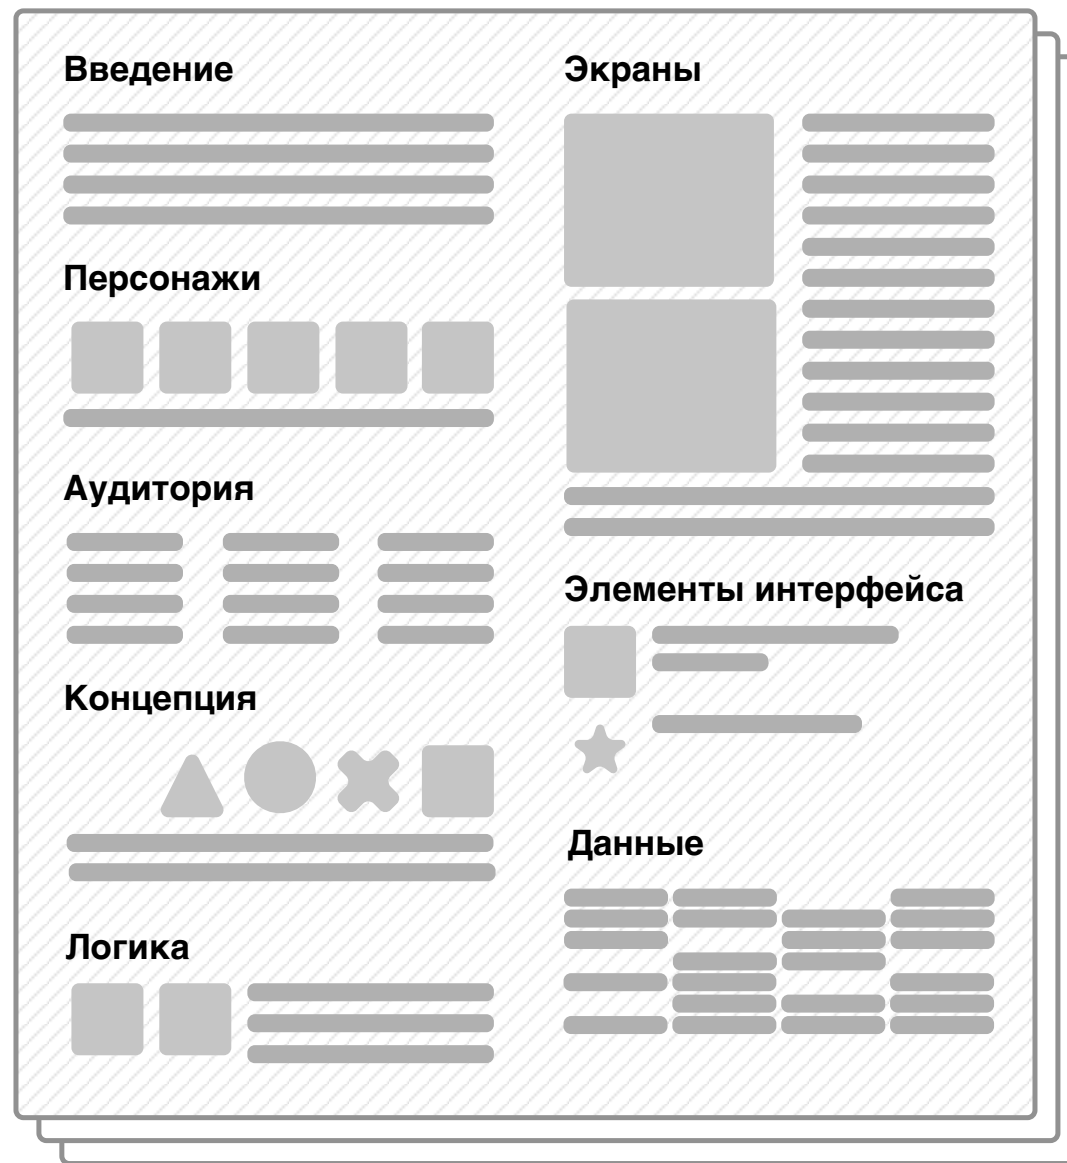 Введение
Персонажи
Аудитория
Концепция
Логика
Экраны
Элементы интерфейса
Данные